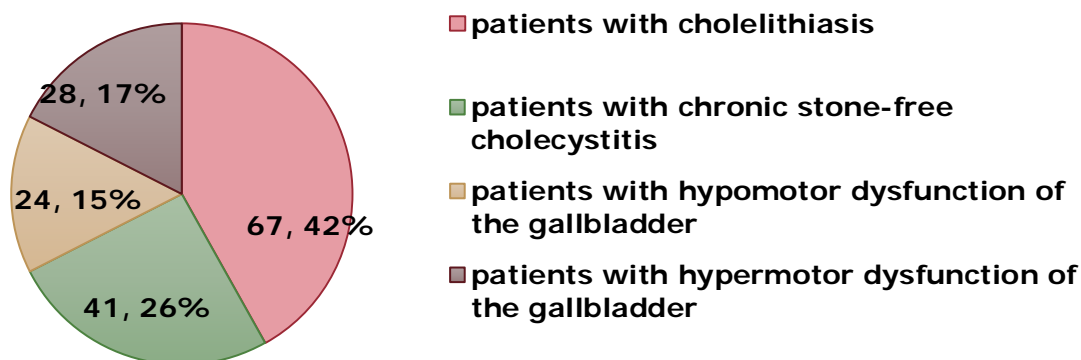 patients with cholelithiasis
28, 17%
patients with chronic stone-free
cholecystitis
24, 15%
patients with hypomotor dysfunction of
the gallbladder
67, 42%
patients with hypermotor dysfunction of
the gallbladder
41, 26%